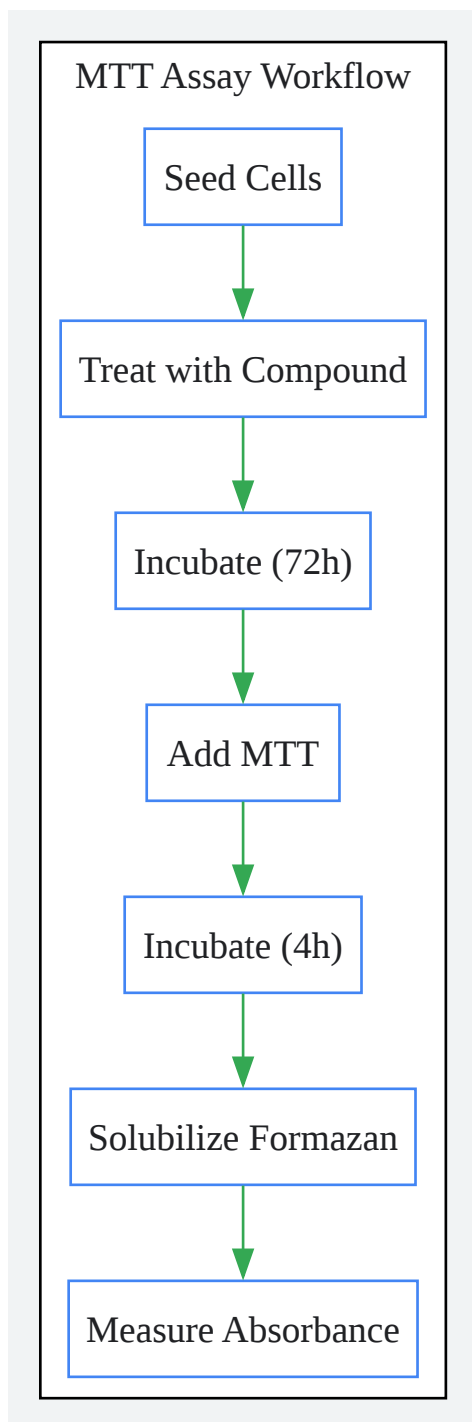 MTT Assay Workflow
Seed Cells
Treat with Compound
Incubate (72h)
Add MTT
Incubate (4h)
Solubilize Formazan
Measure Absorbance